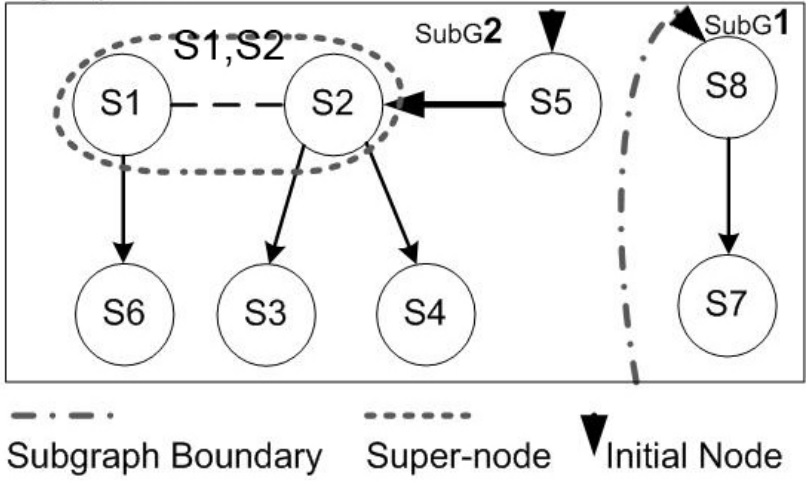 S1,S2
SubG2
SubG1
S1
S2
S5
S8
S6
S3
S4
S7
Subgraph Boundary
Super-node
Initial Node